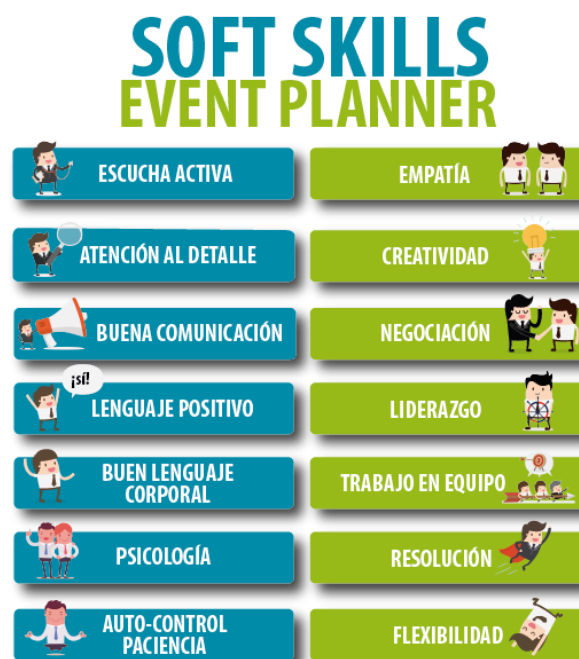 SOFT SKILLS
EVENT PLANNER
ESCUCHA ACTIVA
EMPATÍA
ATENCIÓN AL DETALLE
CREATIVIDAD
BUENA COMUNICACIÓN
NEGOCIACIÓN
¡SÍ!
LENGUAJE POSITIVO
LIDERAZGO
BUEN LENGUAJE
CORPORAL
TRABAJO EN EQUIPO
PSICOLOGÍA
RESOLUCIÓN
AUTO-CONTROL
PACIENCIA
FLEXIBILIDAD